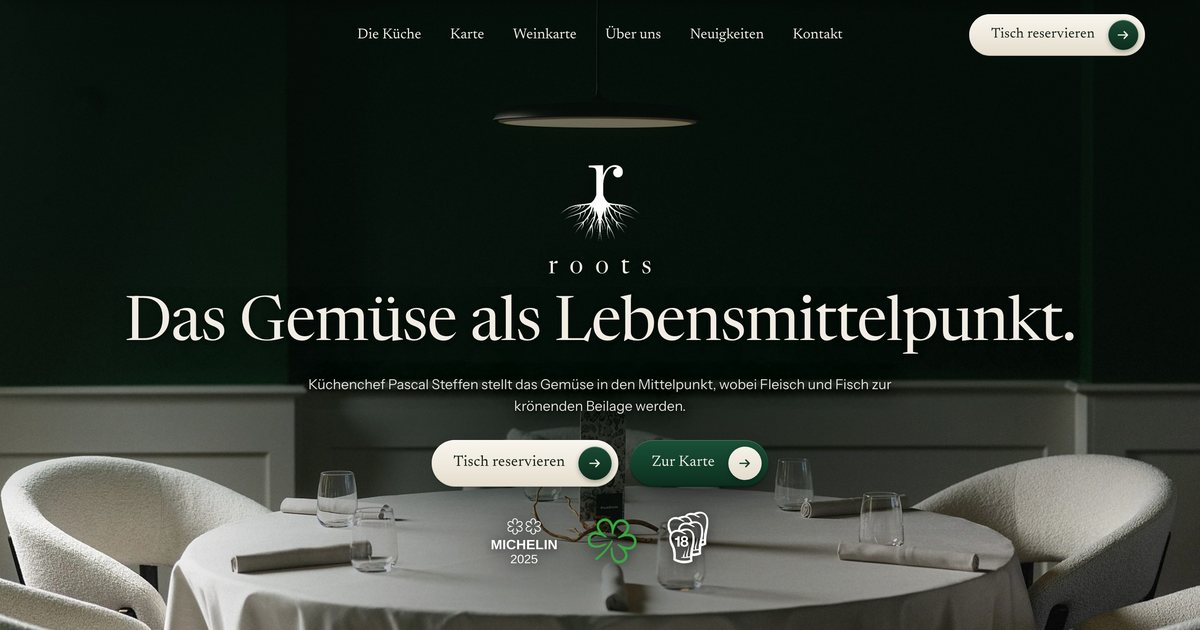 Die Küche Karte Weinkarte Über uns Neuigkeiten Kontakt Tisch reservieren
r
roots
Das Gemüse als Lebensmittelpunkt.
Küchenchef Pascal Steffen stellt das Gemüse in den Mittelpunkt, wobei Fleisch und Fisch zur
krönenden Beilage werden.
Tisch reservieren Zur Karte
MICHELIN
2025
18